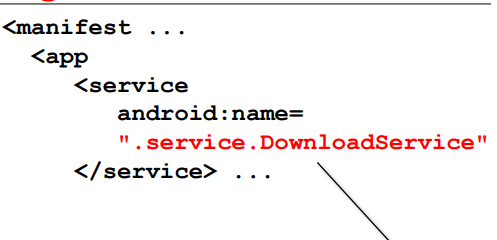 <manifest ...
<app
<service
android:name=
".service.DownloadService"
</service> ...